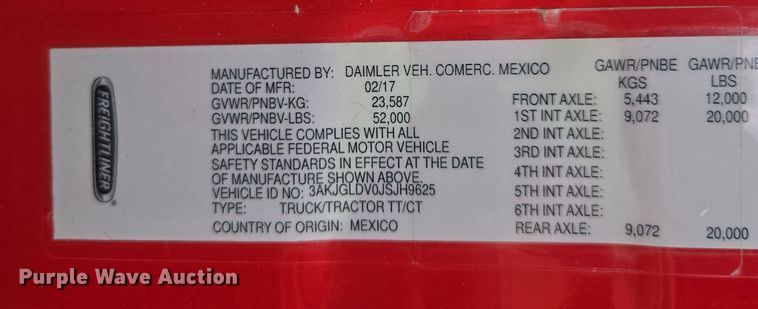 FREIGHTLINER
MANUFACTURED BY: DAIMLER VEH. COMERC. MEXICO
DATE OF MFR: 02/17
GVWR/PNBV-KG: 23,587
GVWR/PNBV-LBS: 52,000
THIS VEHICLE COMPLIES WITH ALL
APPLICABLE FEDERAL MOTOR VEHICLE
SAFETY STANDARDS IN EFFECT AT THE DATE
OF MANUFACTURE SHOWN ABOVE.
VEHICLE ID NO: 3AKJGLDV0JSJH9625
TYPE: TRUCK/TRACTOR TT/CT
COUNTRY OF ORIGIN: MEXICO
GAWR/PNBE GAWR/PNBE
KGS LBS
FRONT AXLE: 5,443 12,000
1ST INT AXLE: 9,072 20,000
2ND INT AXLE:
3RD INT AXLE:
4TH INT AXLE:
5TH INT AXLE:
6TH INT AXLE:
REAR AXLE: 9,072 20,000
Purple Wave Auction